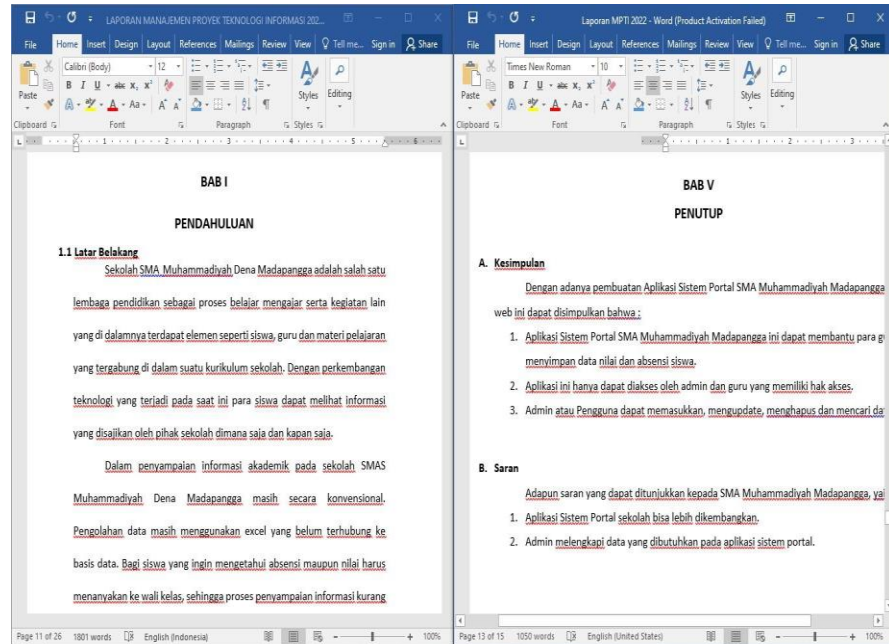 LAPORAN MANAJEMEN PROYEK TEKNOLOGI INFORMASI 202...
File Home Insert Design Layout References Mailings Review View Tell me... Sign in Share
Calibri (Body) 12
Paste
Styles Editing
Clipboard Font Paragraph Styles
BAB I
PENDAHULUAN
1.1 Latar Belakang
Sekolah SMA Muhammadiyah Dena Madapangga adalah salah satu
lembaga pendidikan sebagai proses belajar mengajar serta kegiatan lain
yang di dalamnya terdapat elemen seperti siswa, guru dan materi pelajaran
yang tergabung di dalam suatu kurikulum sekolah. Dengan perkembangan
teknologi yang terjadi pada saat ini para siswa dapat melihat informasi
yang disajikan oleh pihak sekolah dimana saja dan kapan saja.
Dalam penyampaian informasi akademik pada sekolah SMAS
Muhammadiyah Dena Madapangga masih secara konvensional.
Pengolahan data masih menggunakan excel yang belum terhubung ke
basis data. Bagi siswa yang ingin mengetahui absensi maupun nilai harus
menanyakan ke wali kelas, sehingga proses penyampaian informasi kurang
Page 11 of 26 1801 words English (Indonesia) 100%
Laporan MPTI 2022 - Word (Product Activation Failed)
File Home Insert Design Layout References Mailings Review View Tell me... Sign in Share
Times New Roman 10
Paste
Styles Editing
Clipboard Font Paragraph Styles
BAB V
PENUTUP
A. Kesimpulan
Dengan adanya pembuatan Aplikasi Sistem Portal SMA Muhammadiyah Madapangga
web ini dapat disimpulkan bahwa :
1. Aplikasi Sistem Portal SMA Muhammadiyah Madapangga ini dapat membantu para
menyimpan data nilai dan absensi siswa.
2. Aplikasi ini hanya dapat diakses oleh admin dan guru yang memiliki hak akses.
3. Admin atau Pengguna dapat memasukkan, mengupdate, menghapus dan mencari
B. Saran
Adapun saran yang dapat ditunjukkan kepada SMA Muhammadiyah Madapangga,
1. Aplikasi Sistem Portal sekolah bisa lebih dikembangkan.
2. Admin melengkapi data yang dibutuhkan pada aplikasi sistem portal.
Page 13 of 15 1050 words English (United States) 100%